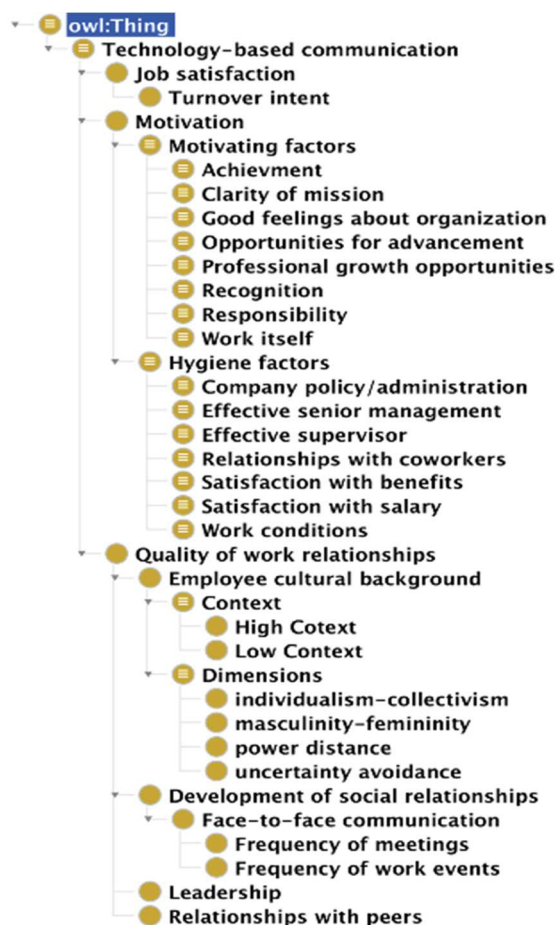 owl:Thing
Technology-based communication
Job satisfaction
Turnover intent
Motivation
Motivating factors
Achievment
Clarity of mission
Good feelings about organization
Opportunities for advancement
Professional growth opportunities
Recognition
Responsibility
Work itself
Hygiene factors
Company policy/administration
Effective senior management
Effective supervisor
Relationships with coworkers
Satisfaction with benefits
Satisfaction with salary
Work conditions
Quality of work relationships
Employee cultural background
Context
High Cotext
Low Context
Dimensions
individualism-collectivism
masculinity-femininity
power distance
uncertainty avoidance
Development of social relationships
Face-to-face communication
Frequency of meetings
Frequency of work events
Leadership
Relationships with peers